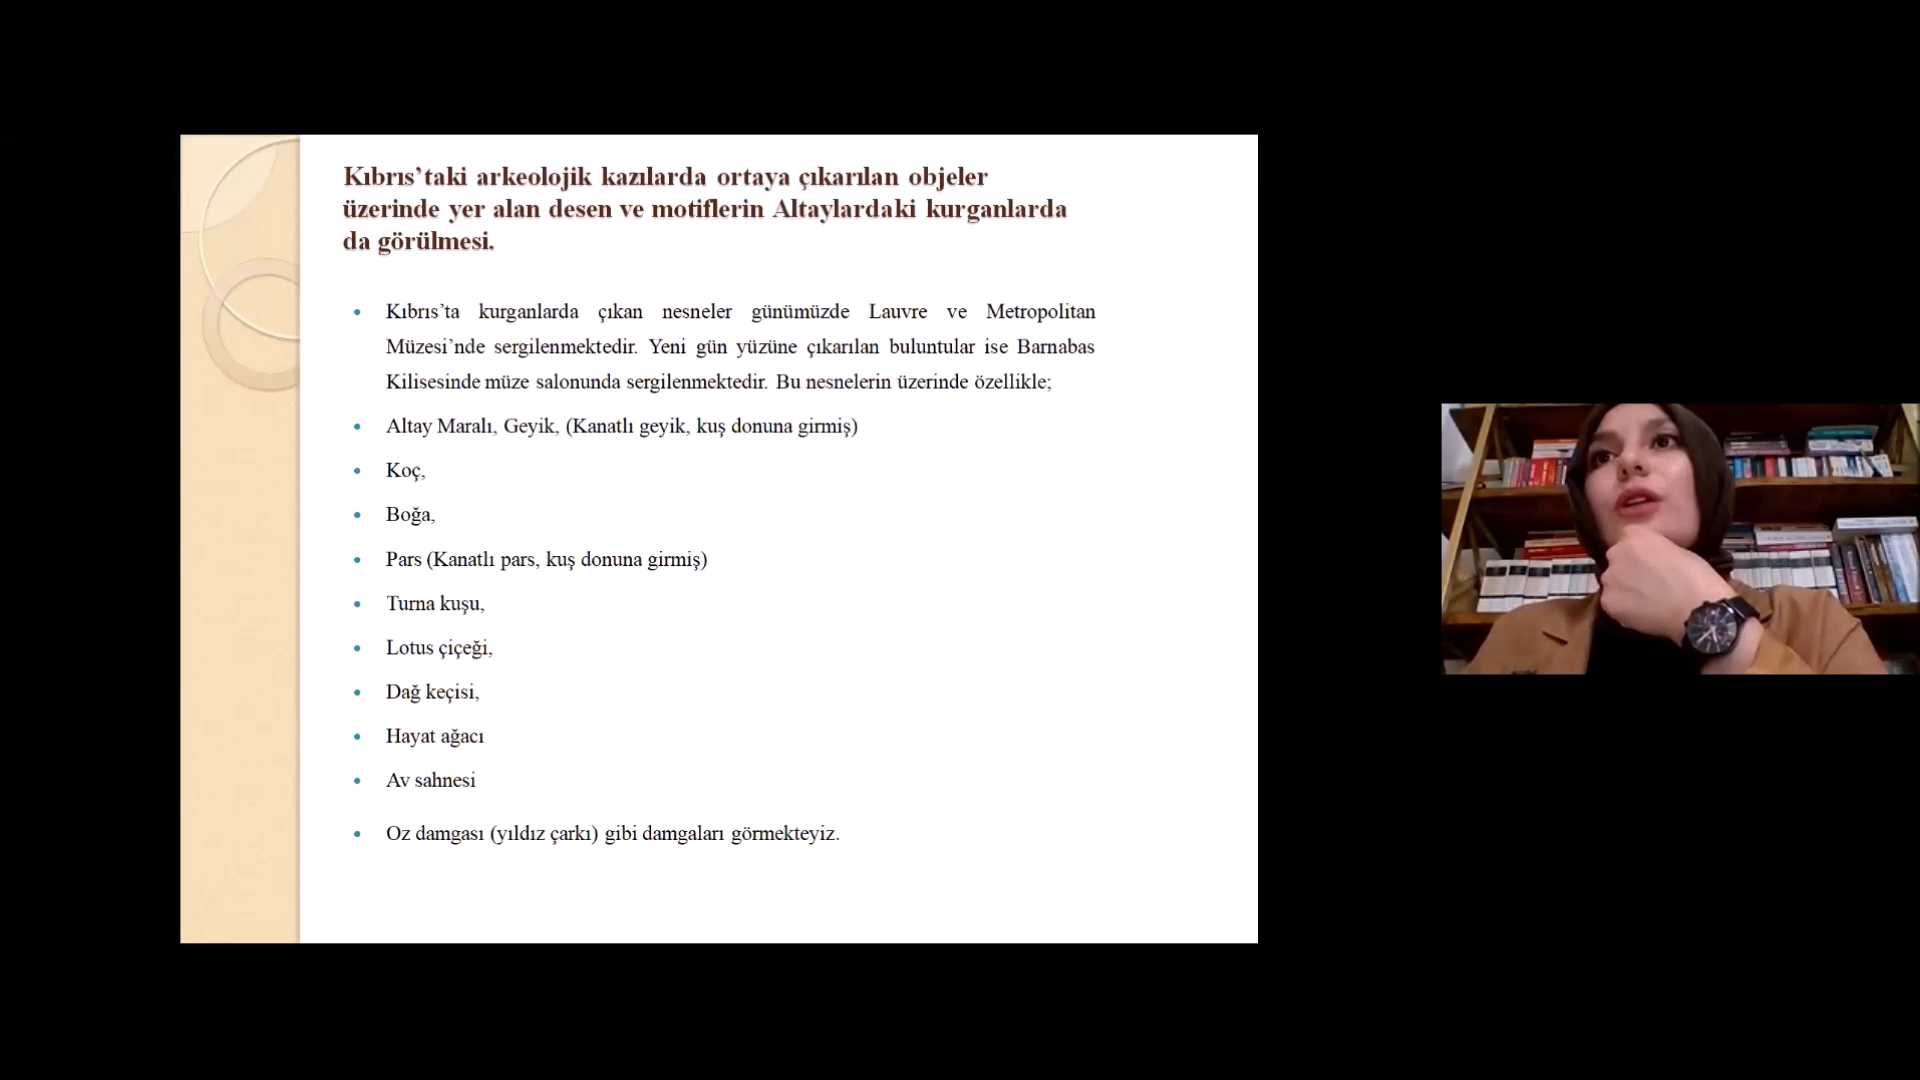 Kıbrıs’taki arkeolojik kazılarda ortaya çıkarılan objeler
üzerinde yer alan desen ve motiflerin Altaylardaki kurganlarda
da görülmesi.
• Kıbrıs’ta kurganlarda çıkan nesneler günümüzde Lauvre ve Metropolitan
Müzesi’nde sergilenmektedir. Yeni gün yüzüne çıkarılan buluntular ise Barnabas
Kilisesinde müze salonunda sergilenmektedir. Bu nesnelerin üzerinde özellikle;
• Altay Maralı, Geyik, (Kanatlı geyik, kuş donuna girmiş)
• Koç,
• Boğa,
• Pars (Kanatlı pars, kuş donuna girmiş)
• Turna kuşu,
• Lotus çiçeği,
• Dağ keçisi,
• Hayat ağacı
• Av sahnesi
• Oz damgası (yıldız çarkı) gibi damgaları görmekteyiz.